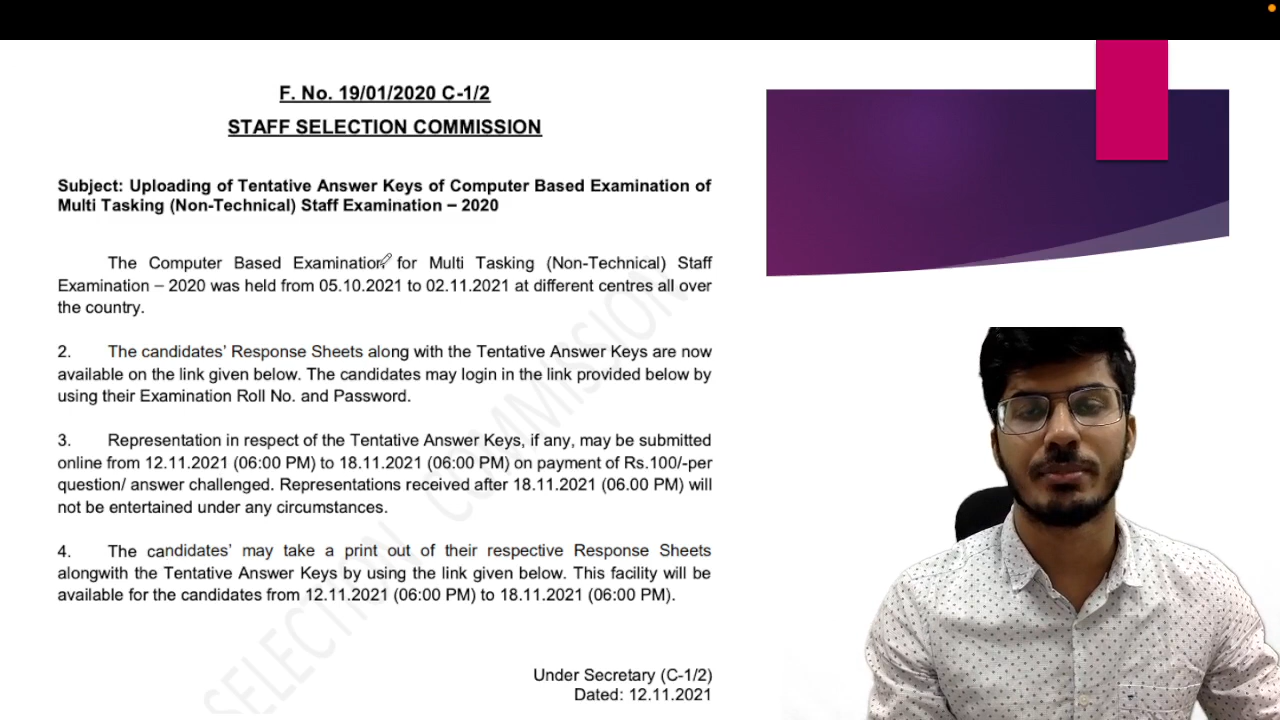 F. No. 19/01/2020 C-1/2
STAFF SELECTION COMMISSION
Subject: Uploading of Tentative Answer Keys of Computer Based Examination of
Multi Tasking (Non-Technical) Staff Examination – 2020
The Computer Based Examination for Multi Tasking (Non-Technical) Staff
Examination – 2020 was held from 05.10.2021 to 02.11.2021 at different centres all over
the country.
2. The candidates' Response Sheets along with the Tentative Answer Keys are now
available on the link given below. The candidates may login in the link provided below by
using their Examination Roll No. and Password.
3. Representation in respect of the Tentative Answer Keys, if any, may be submitted
online from 12.11.2021 (06:00 PM) to 18.11.2021 (06:00 PM) on payment of Rs.100/-per
question/ answer challenged. Representations received after 18.11.2021 (06.00 PM) will
not be entertained under any circumstances.
4. The candidates' may take a print out of their respective Response Sheets
alongwith the Tentative Answer Keys by using the link given below. This facility will be
available for the candidates from 12.11.2021 (06:00 PM) to 18.11.2021 (06:00 PM).
Under Secretary (C-1/2)
Dated: 12.11.2021
SELECTION COMMISSION